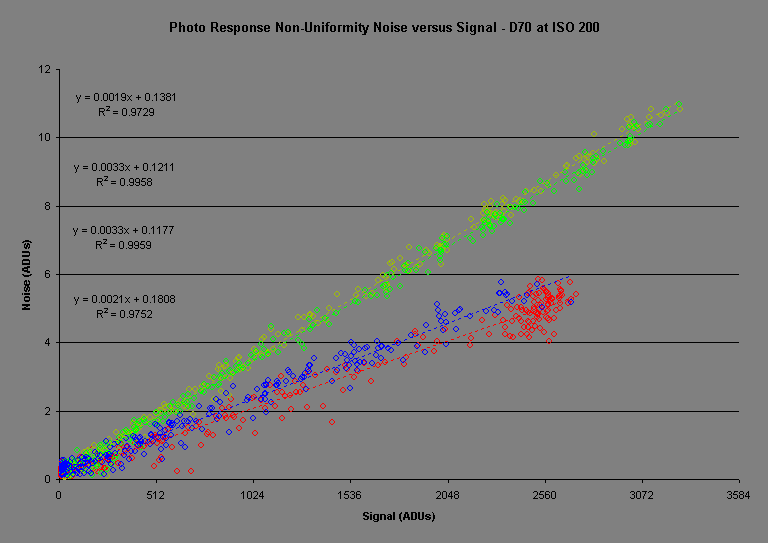 Photo Response Non-Uniformity Noise versus Signal - D70 at ISO 200
12
y = 0.0019x + 0.1381
R² = 0.9729
10
y = 0.0033x + 0.1211
R² = 0.9958
8
y = 0.0033x + 0.1177
R² = 0.9959
Noise (ADUs)
6
y = 0.0021x + 0.1808
R² = 0.9752
4
2
0
0 512 1024 1536 2048 2560 3072 3584
Signal (ADUs)